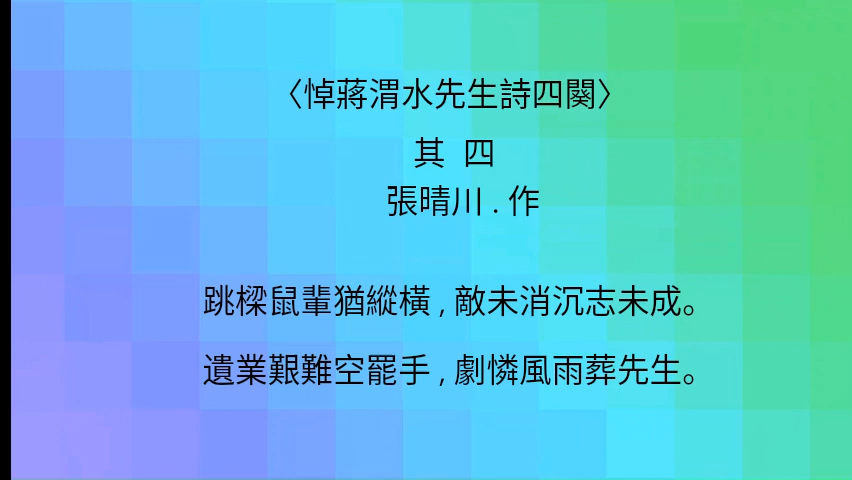 〈悼蔣渭水先生詩四闋〉
其 四
張晴川 . 作
跳樑鼠輩猶縱橫 , 敵未消沉志未成。
遺業艱難空罷手 , 劇憐風雨葬先生。